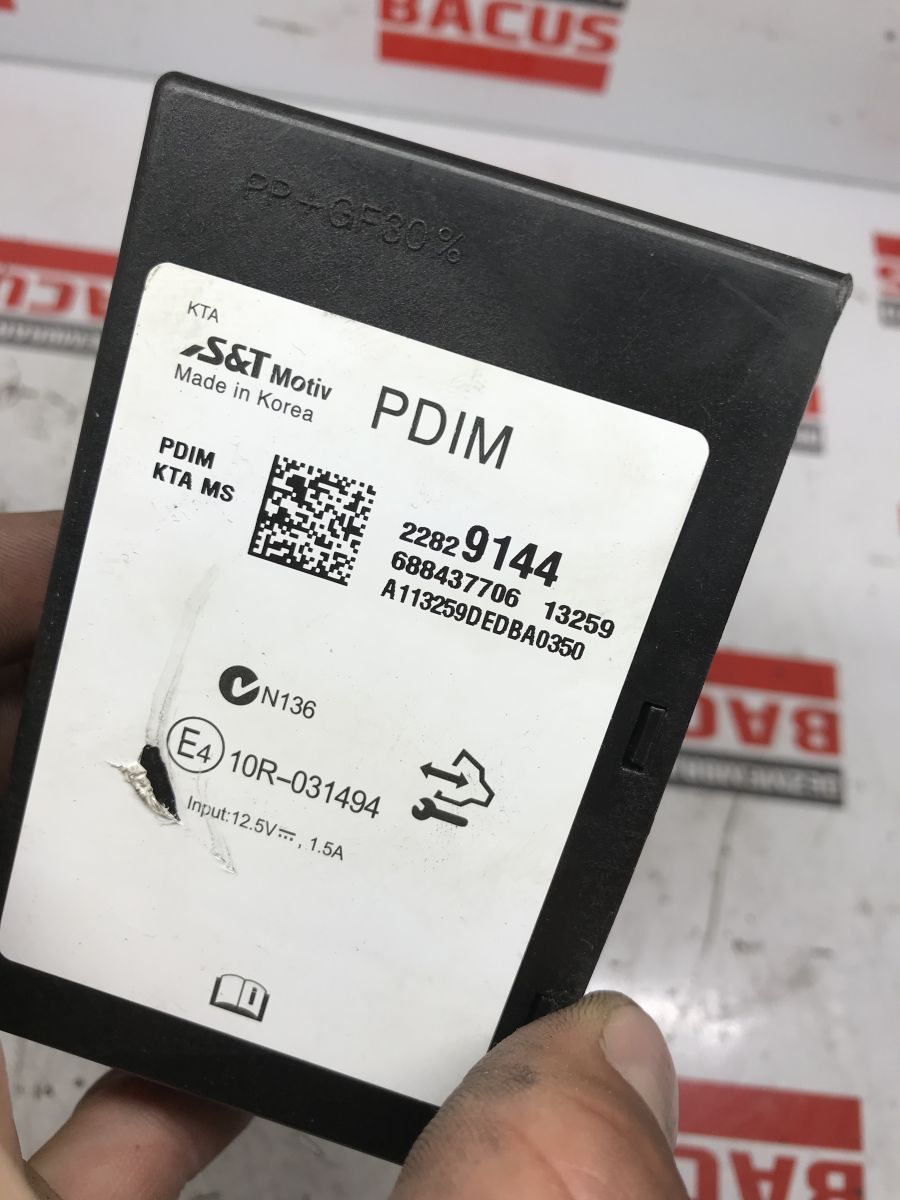 BACUS
PP+GF30%
BACUS
KTA
S&T Motiv
Made in Korea
PDIM
PDIM
KTA MS
2282 9144
688437706 13259
A113259DEDBA0350
N136
E4 10R-031494
Input:12.5V⎓, 1.5A
i
BACUS
BACUS